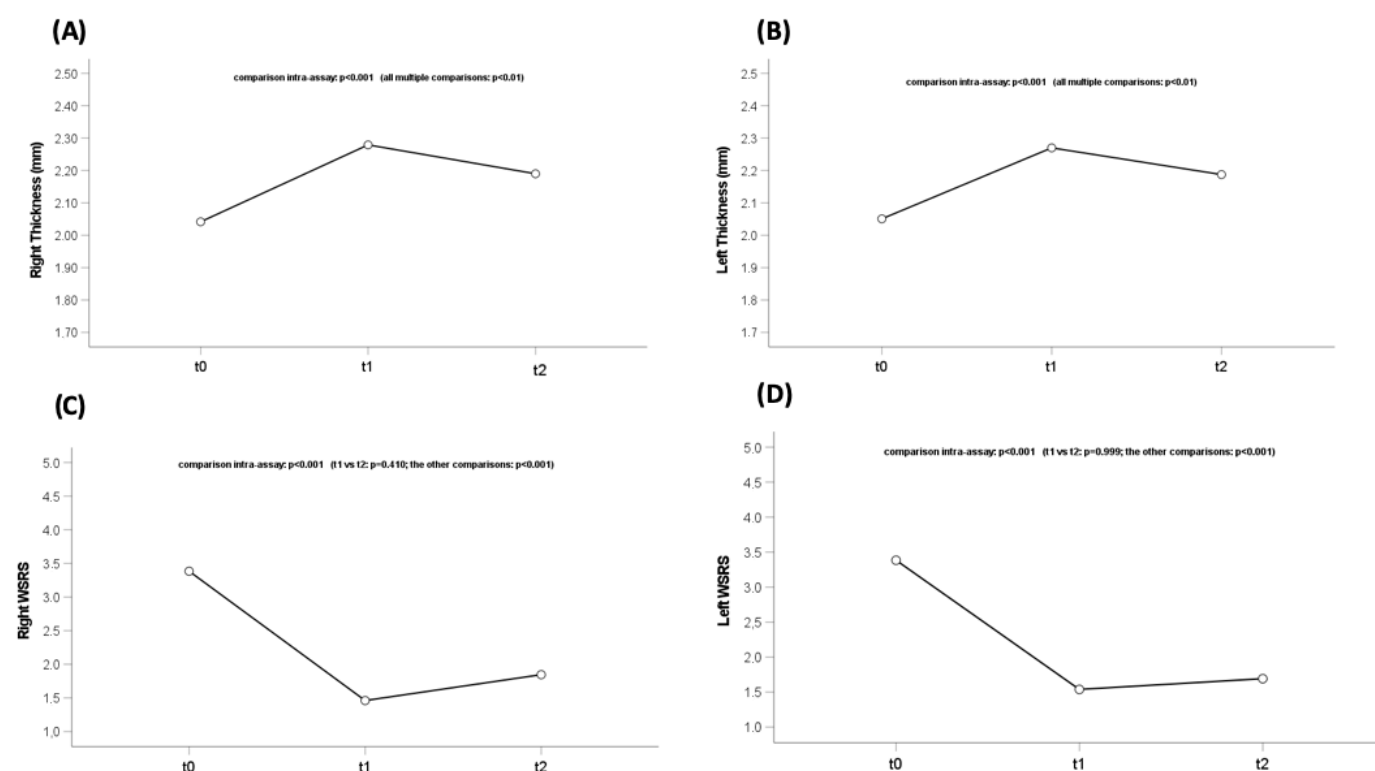 (A)
comparison intra-assay: p<0.001 (all multiple comparisons: p<0.01)
2.50
2.40
2.30
2.20
2.10
2.00
1.90
1.80
1.70
Right Thickness (mm)
t0
t1
t2
(B)
comparison intra-assay: p<0.001 (all multiple comparisons: p<0.01)
2.5
2.4
2.3
2.2
2.1
2.0
1.9
1.8
1.7
Left Thickness (mm)
t0
t1
t2
(C)
comparison intra-assay: p<0.001 (t1 vs t2: p=0.410; the other comparisons: p<0.001)
5.0
4.5
4.0
3.5
3.0
2.5
2.0
1.5
1,0
Right WSRS
t0
t1
t2
(D)
comparison intra-assay: p<0.001 (t1 vs t2: p=0.999; the other comparisons: p<0.001)
5.0
4.5
4.0
3.5
3.0
2.5
2.0
1.5
1.0
Left WSRS
t0
t1
t2